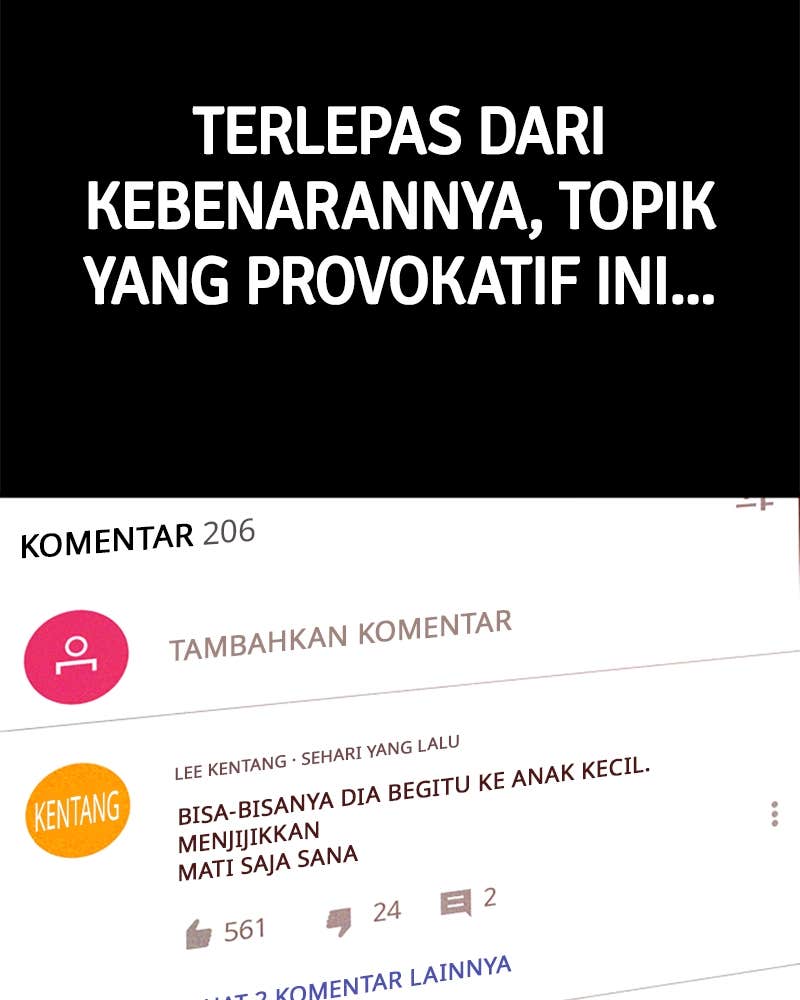 TERLEPAS DARI
KEBENARANNYA, TOPIK
YANG PROVOKATIF INI...
KOMENTAR 206
TAMBAHKAN KOMENTAR
LEE KENTANG · SEHARI YANG LALU
KENTANG
BISA-BISANYA DIA BEGITU KE ANAK KECIL.
MENJIJIKKAN
MATI SAJA SANA
561 24 2
2 KOMENTAR LAINNYA